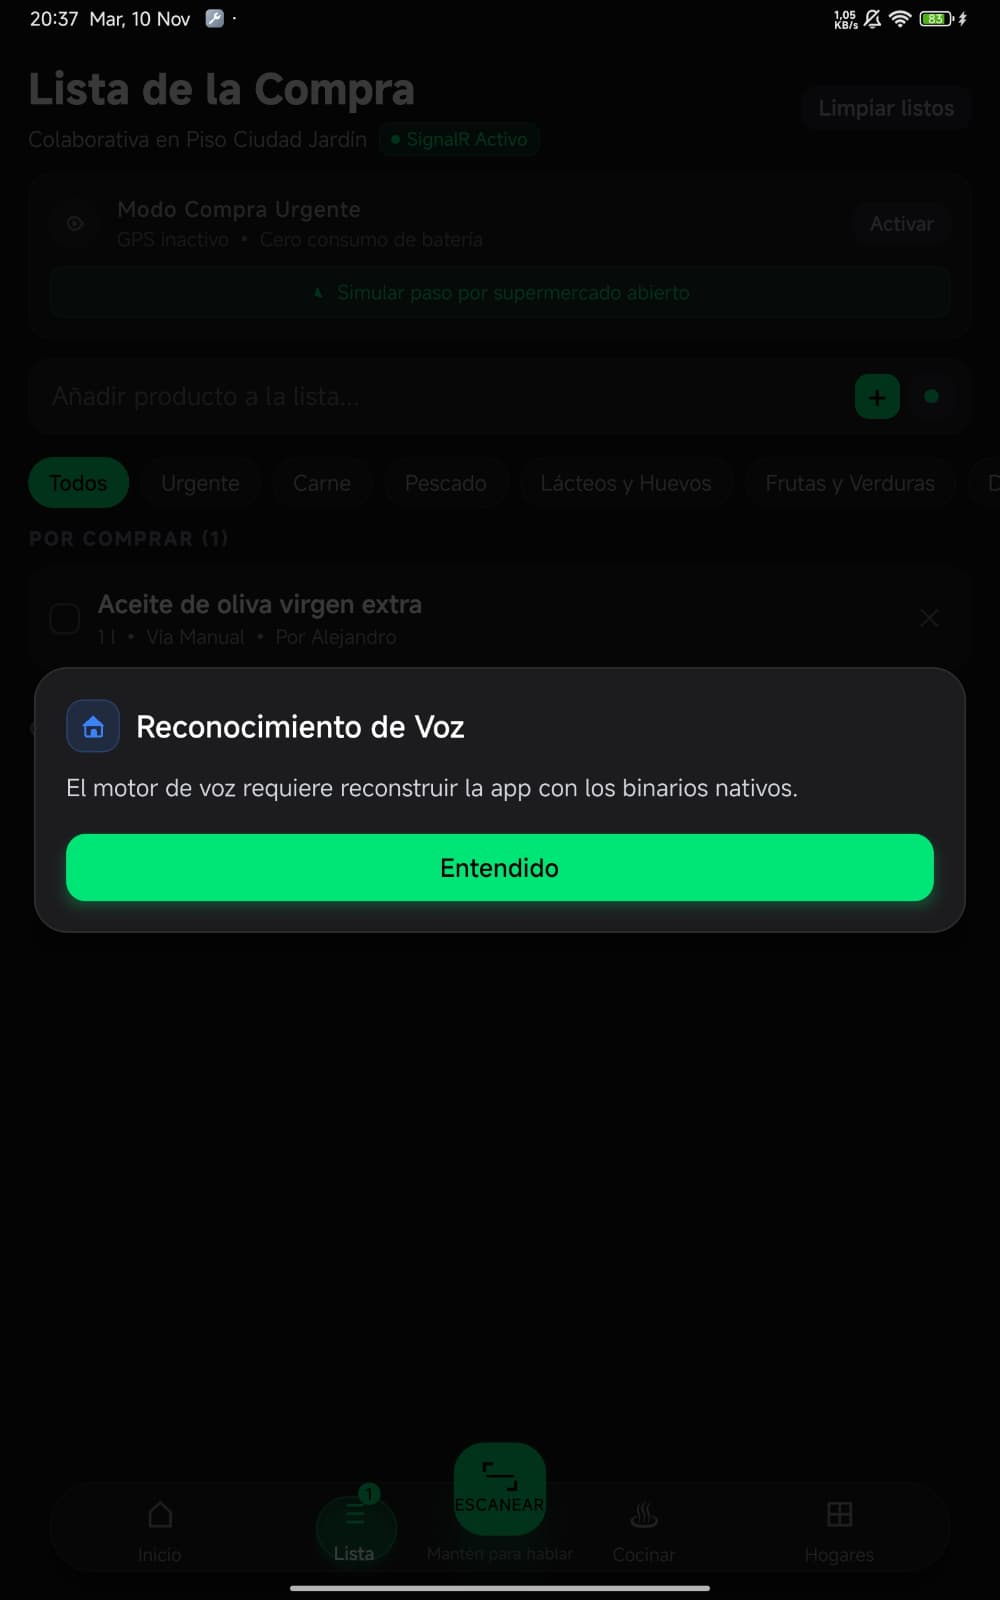 20:37 Mar, 10 Nov
1,05 KB/s
83
Lista de la Compra
Limpiar listos
Colaborativa en Piso Ciudad Jardín
SignalR Activo
Modo Compra Urgente
GPS inactivo • Cero consumo de batería
Activar
Simular paso por supermercado abierto
Añadir producto a la lista...
+
Todos
Urgente
Carne
Pescado
Lácteos y Huevos
Frutas y Verduras
D
POR COMPRAR (1)
Aceite de oliva virgen extra
1 l • Vía Manual • Por Alejandro
Reconocimiento de Voz
El motor de voz requiere reconstruir la app con los binarios nativos.
Entendido
1
ESCANEAR
Inicio
Lista
Mantén para hablar
Cocinar
Hogares